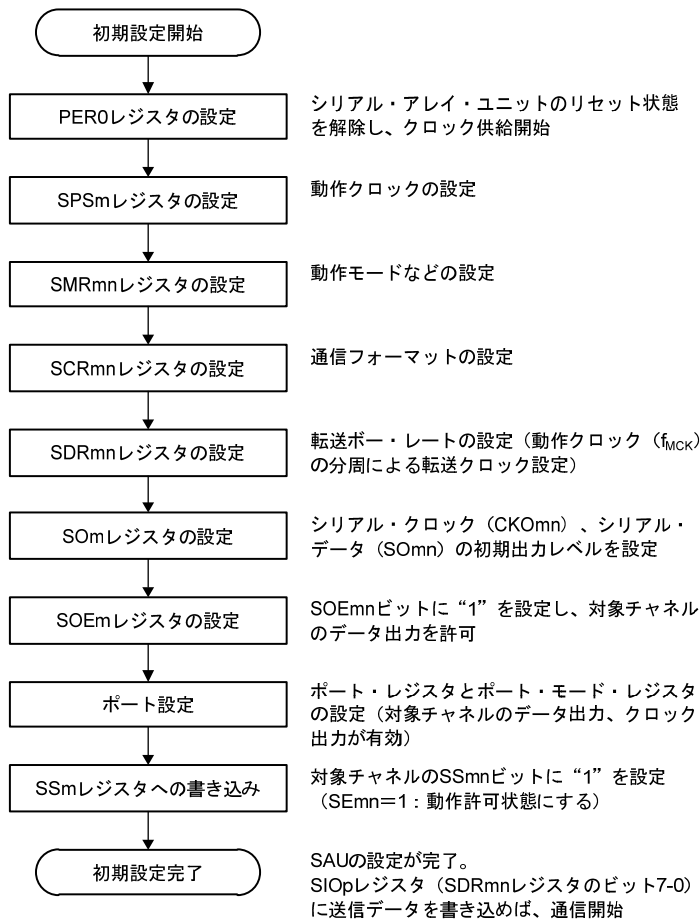 初期設定開始
PER0レジスタの設定
シリアル・アレイ・ユニットのリセット状態
を解除し、クロック供給開始
SPSmレジスタの設定
動作クロックの設定
SMRmnレジスタの設定
動作モードなどの設定
SCRmnレジスタの設定
通信フォーマットの設定
SDRmnレジスタの設定
転送ボー・レートの設定（動作クロック（fMCK）
の分周による転送クロック設定）
SOmレジスタの設定
シリアル・クロック（CKOmn）、シリアル・
データ（SOmn）の初期出力レベルを設定
SOEmレジスタの設定
SOEmnビットに“1”を設定し、対象チャネル
のデータ出力を許可
ポート設定
ポート・レジスタとポート・モード・レジスタ
の設定（対象チャネルのデータ出力、クロック
出力が有効）
SSmレジスタへの書き込み
対象チャネルのSSmnビットに“1”を設定
（SEmn＝1：動作許可状態にする）
初期設定完了
SAUの設定が完了。
SIOpレジスタ（SDRmnレジスタのビット7-0）
に送信データを書き込めば、通信開始